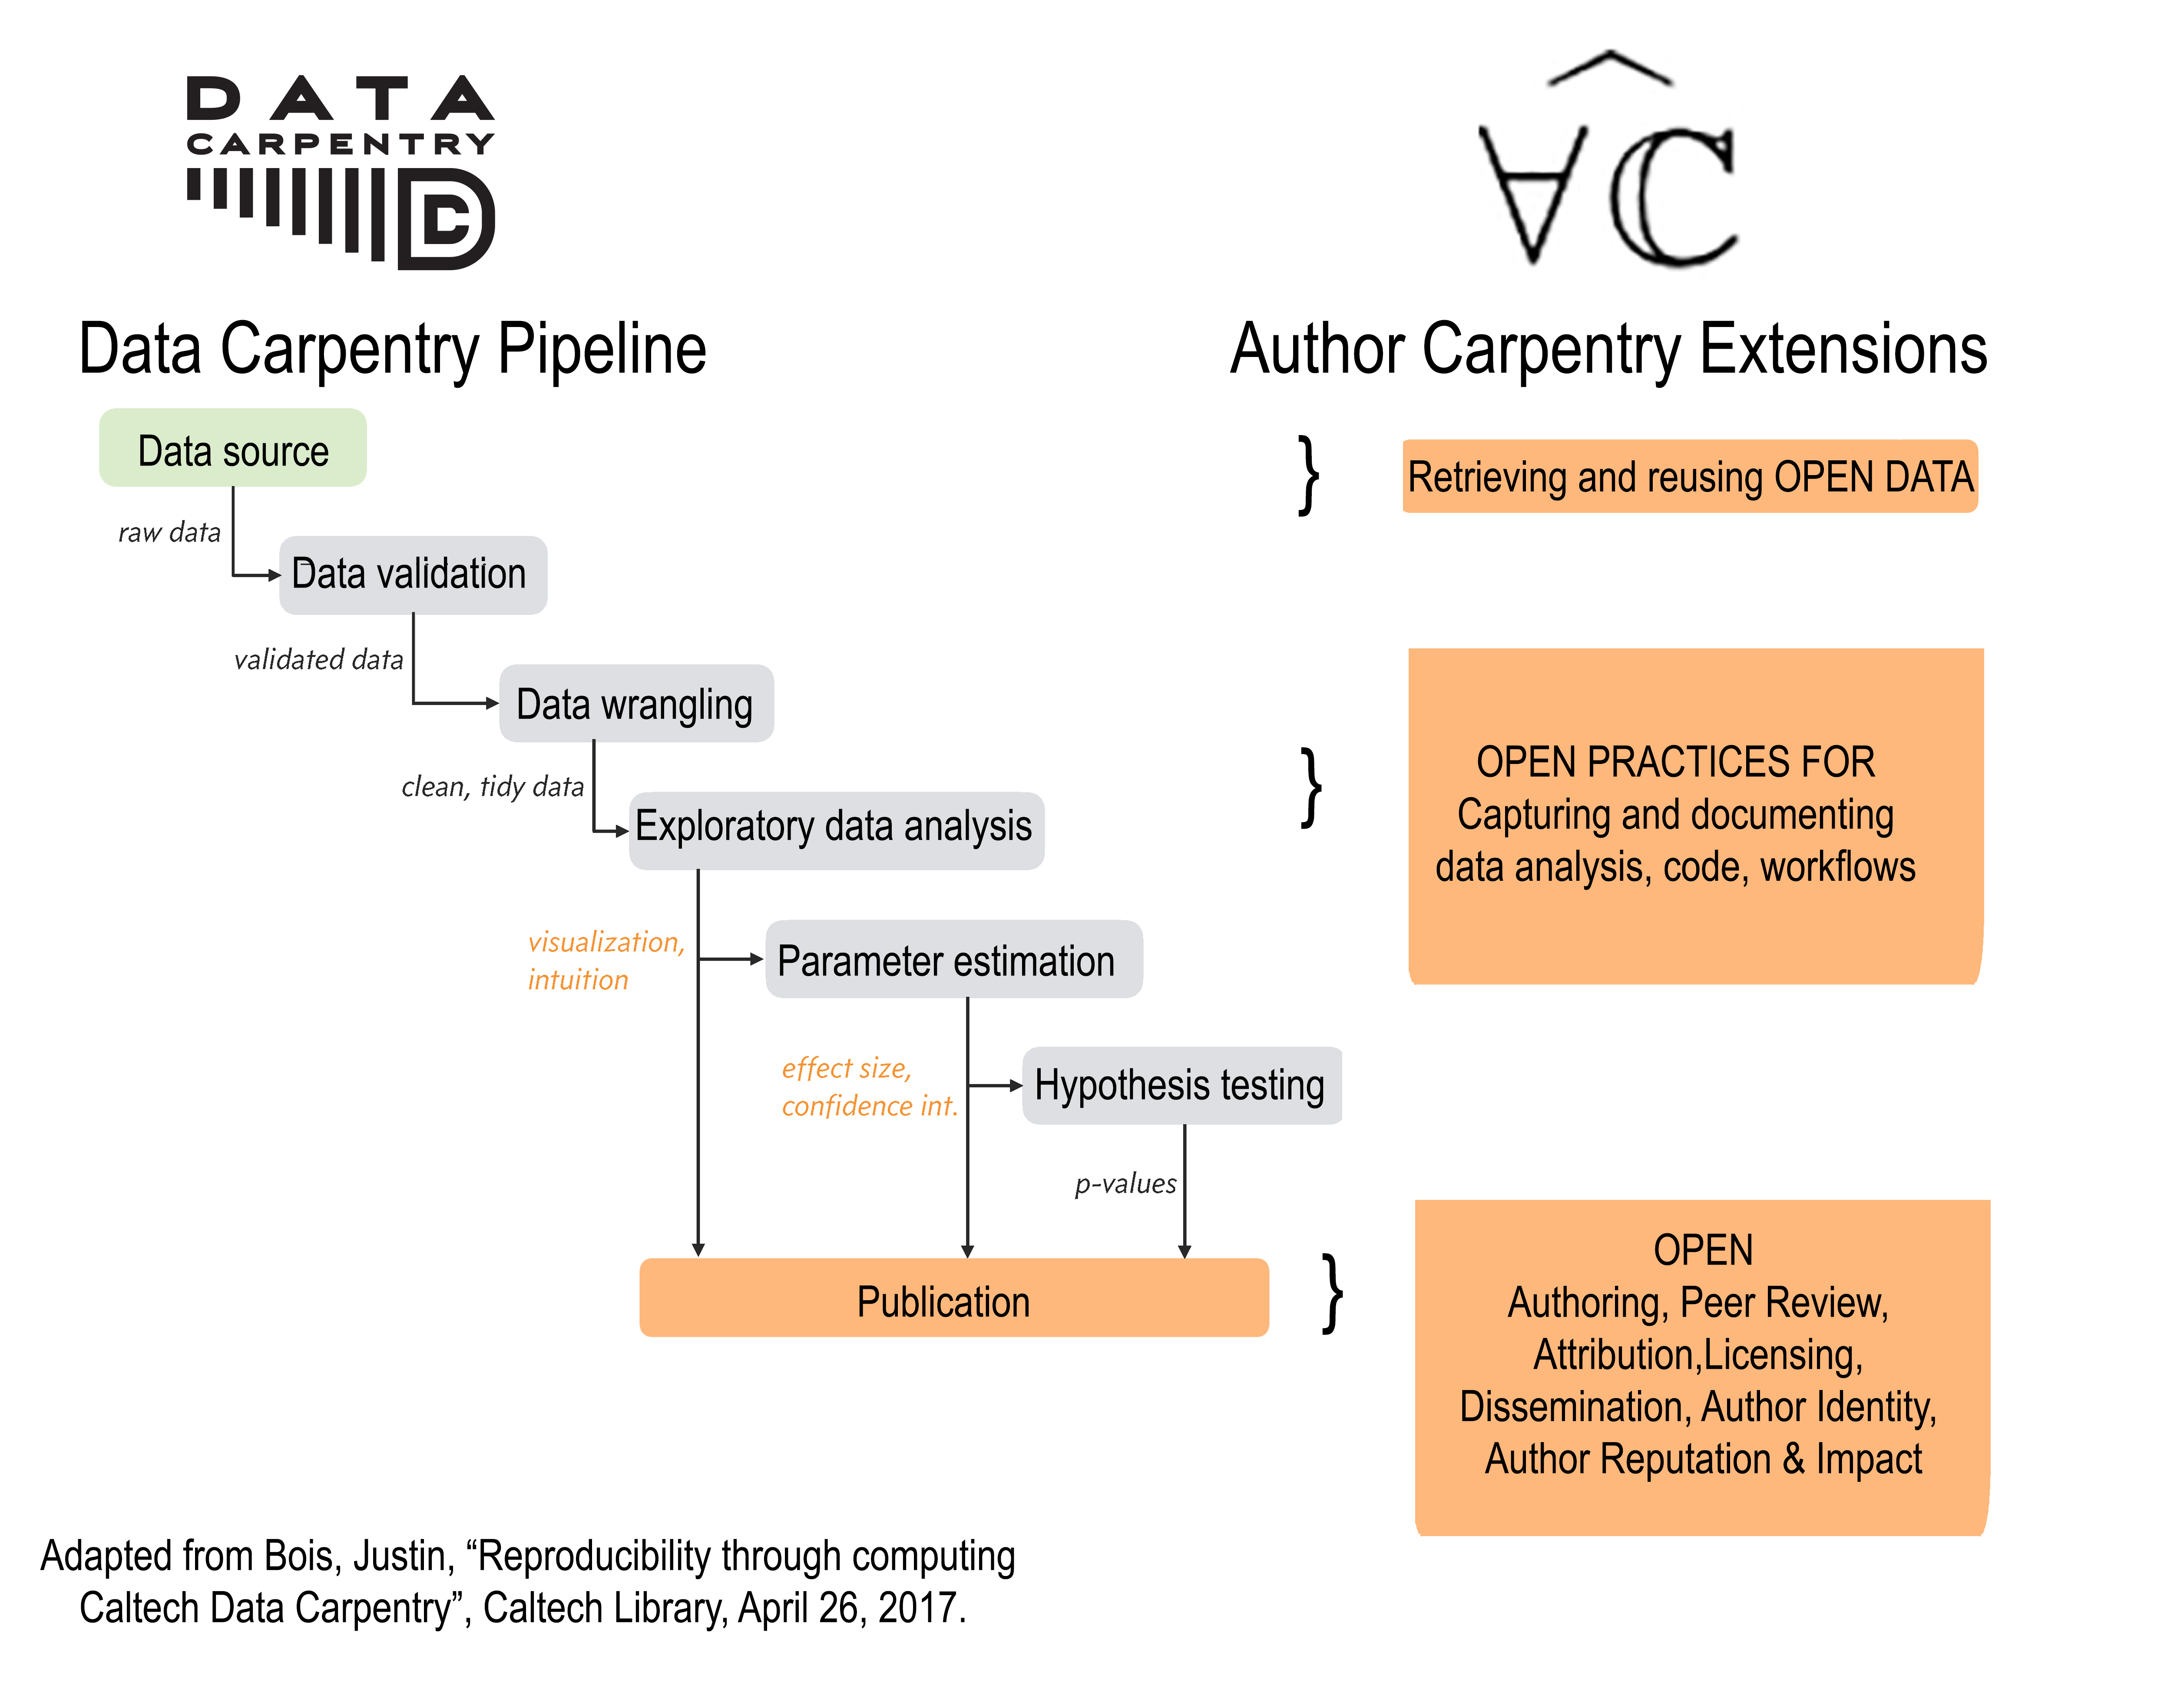 DATA
CARPENTRY
DC
∀ℂ
Data Carpentry Pipeline
Author Carpentry Extensions
Data source
raw data
Data validation
validated data
Data wrangling
clean, tidy data
Exploratory data analysis
visualization,
intuition
Parameter estimation
effect size,
confidence int.
Hypothesis testing
p-values
Publication
}
Retrieving and reusing OPEN DATA
}
OPEN PRACTICES FOR
Capturing and documenting
data analysis, code, workflows
}
OPEN
Authoring, Peer Review,
Attribution,Licensing,
Dissemination, Author Identity,
Author Reputation & Impact
Adapted from Bois, Justin, “Reproducibility through computing
Caltech Data Carpentry”, Caltech Library, April 26, 2017.